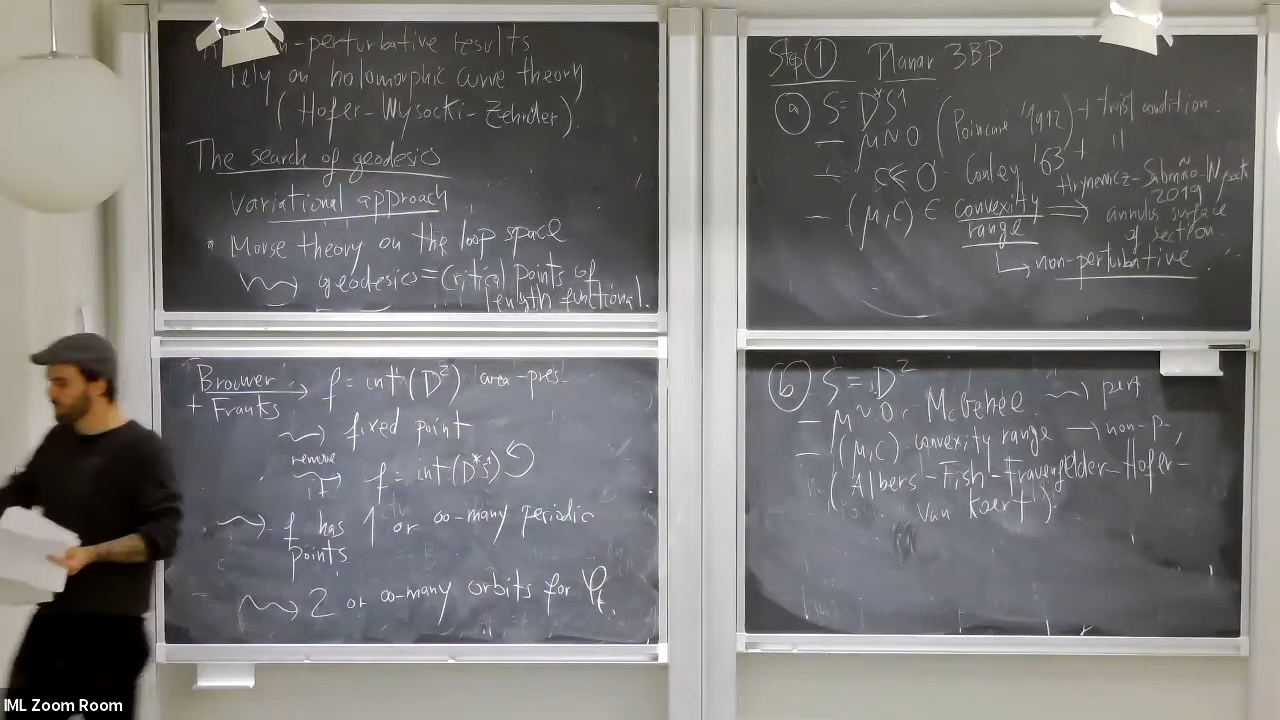 -perturbative results
rely on holomorphic curve theory
(Hofer-Wysocki-Zehnder).
The search of geodesics
variational approach
Morse theory on the loop space
⇝ geodesics = critical points of
length functional.
Brouwer
+ Franks
→ f: int(D²) area-pres.
⇝ fixed point
remove it
f: int(D*S¹) ↺
⇝ f has 1 or ∞-many periodic
points
⇝ 2 or ∞-many orbits for φₜ.
Step ① Planar 3BP
ⓐ S = D*S¹
- μ~0 (Poincaré '1912) + twist condition.
- c≪0 Conley '63 + "
- (μ,c) ∈ convexity range ⟹
Hryniewicz-Salomão-Wysocki
2019
annulus surface
of section.
↳ non-perturbative.
ⓑ S = D²
- μ~0: McGehee ⇝ pert.
- (μ,c) convexity range → non-p.
(Albers-Fish-Frauenfelder-Hofer-
van Koert).
IML Zoom Room